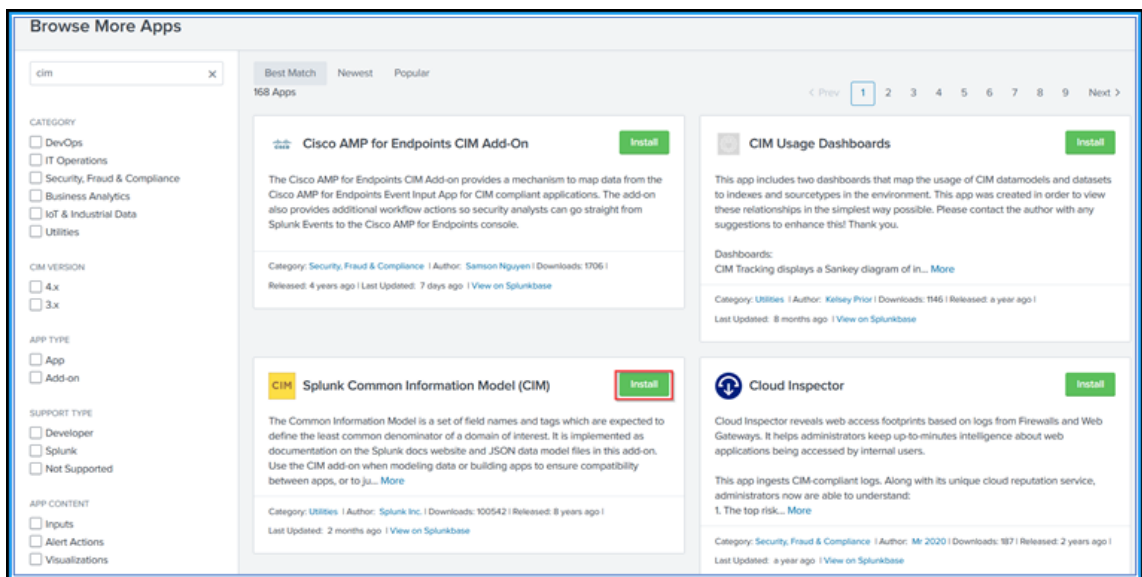 Browse More Apps
cim
CATEGORY
DevOps
IT Operations
Security, Fraud & Compliance
Business Analytics
IoT & Industrial Data
Utilities
CIM VERSION
4.x
3.x
APP TYPE
App
Add-on
SUPPORT TYPE
Developer
Splunk
Not Supported
APP CONTENT
Inputs
Alert Actions
Visualizations
Best Match Newest Popular
168 Apps
< Prev 1 2 3 4 5 6 7 8 9 Next >
Cisco AMP for Endpoints CIM Add-On
Install
The Cisco AMP for Endpoints CIM Add-on provides a mechanism to map data from the
Cisco AMP for Endpoints Event Input App for CIM compliant applications. The add-on
also provides additional workflow actions so security analysts can go straight from
Splunk Events to the Cisco AMP for Endpoints console.
Category: Security, Fraud & Compliance | Author: Samson Nguyen | Downloads: 1706 |
Released: 4 years ago | Last Updated: 7 days ago | View on Splunkbase
CIM Usage Dashboards
Install
This app includes two dashboards that map the usage of CIM datamodels and datasets
to indexes and sourcetypes in the environment. This app was created in order to view
these relationships in the simplest way possible. Please contact the author with any
suggestions to enhance this! Thank you.
Dashboards:
CIM Tracking displays a Sankey diagram of in... More
Category: Utilities | Author: Kelsey Prior | Downloads: 1146 | Released: a year ago |
Last Updated: 8 months ago | View on Splunkbase
CIM
Splunk Common Information Model (CIM)
Install
The Common Information Model is a set of field names and tags which are expected to
define the least common denominator of a domain of interest. It is implemented as
documentation on the Splunk docs website and JSON data model files in this add-on.
Use the CIM add-on when modeling data or building apps to ensure compatibility
between apps, or to ju... More
Category: Utilities | Author: Splunk Inc. | Downloads: 100542 | Released: 8 years ago |
Last Updated: 2 months ago | View on Splunkbase
Cloud Inspector
Install
Cloud Inspector reveals web access footprints based on logs from Firewalls and Web
Gateways. It helps administrators keep up-to-minutes intelligence about web
applications being accessed by internal users.
This app ingests CIM-compliant logs. Along with its unique cloud reputation service,
administrators now are able to understand:
1. The top risk... More
Category: Security, Fraud & Compliance | Author: Mr 2020 | Downloads: 187 | Released: 2 years ago |
Last Updated: a year ago | View on Splunkbase